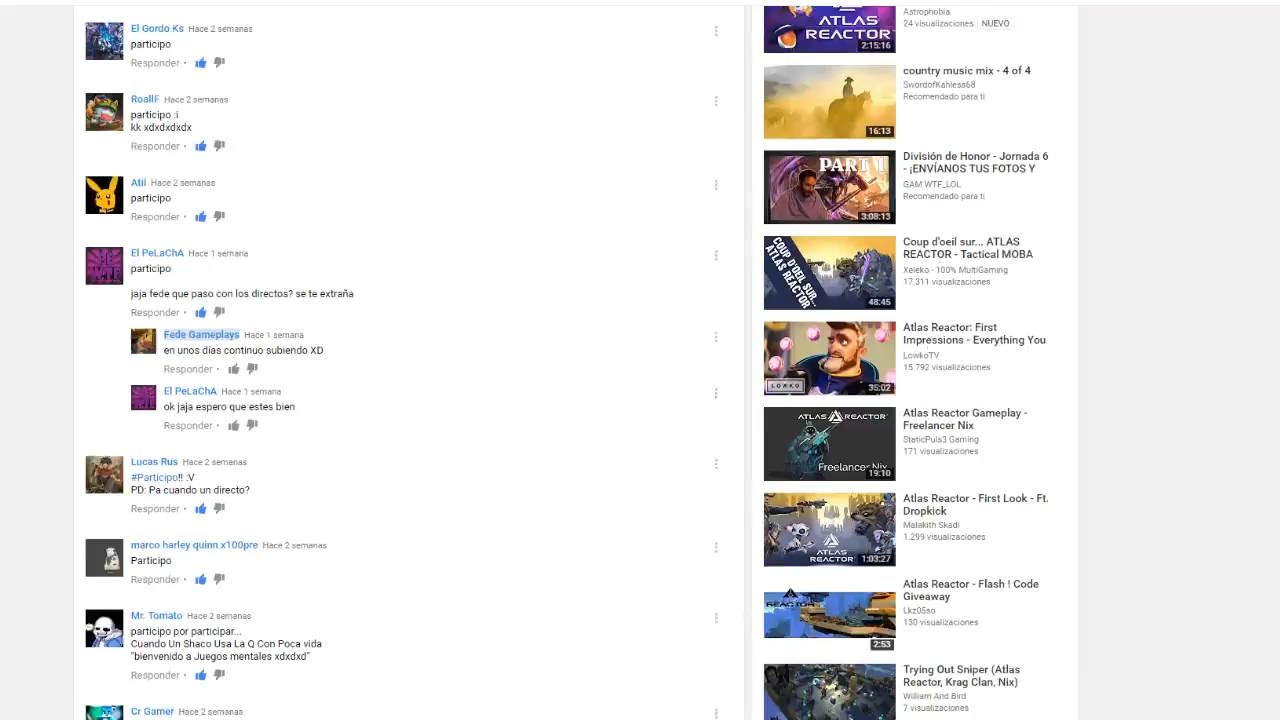 El Gordo Ks Hace 2 semanas
participo
Responder
RoallF Hace 2 semanas
participo :i
kk xdxdxdxdx
Responder
Atii Hace 2 semanas
participo
Responder
El PeLaChA Hace 1 semana
participo
jaja fede que paso con los directos? se te extraña
Responder
Fede Gameplays Hace 1 semana
en unos días continuo subiendo XD
Responder
El PeLaChA Hace 1 semana
ok jaja espero que estes bien
Responder
Lucas Rus Hace 2 semanas
#Participo!! :V
PD: Pa cuando un directo?
Responder
marco harley quinn x100pre Hace 2 semanas
Participo
Responder
Mr. Tomato Hace 2 semanas
participo por participar...
Cuando Un Shaco Usa La Q Con Poca vida
"bienvenido a Juegos mentales xdxdxd"
Responder
Cr Gamer Hace 2 semanas
ATLAS
REACTOR
2:15:16
Astrophobia
24 visualizaciones NUEVO
16:13
country music mix - 4 of 4
SwordofKahless68
Recomendado para ti
PART 1
3:08:13
División de Honor - Jornada 6
- ¡ENVÍANOS TUS FOTOS Y
GAM.WTF_LOL
Recomendado para ti
COUP D'OEIL SUR...
ATLAS REACTOR
48:45
Coup d'oeil sur... ATLAS
REACTOR - Tactical MOBA
Xeleko - 100% MultiGaming
17.311 visualizaciones
LOWKO
35:02
Atlas Reactor: First
Impressions - Everything You
LowkoTV
15.792 visualizaciones
ATLAS REACTOR
Freelancer Nix
19:10
Atlas Reactor Gameplay -
Freelancer Nix
StaticPuls3 Gaming
171 visualizaciones
ATLAS
REACTOR
1:03:27
Atlas Reactor - First Look - Ft.
Dropkick
Malakith Skadi
1.299 visualizaciones
REACTOR
2:53
Atlas Reactor - Flash ! Code
Giveaway
Lkz05so
130 visualizaciones
Trying Out Sniper (Atlas
Reactor, Krag Clan, Nix)
William And Bird
7 visualizaciones